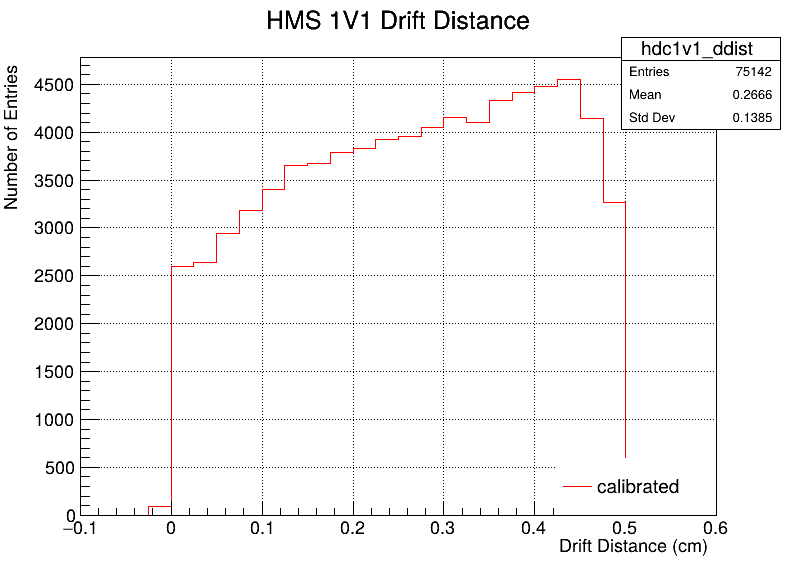 HMS 1V1 Drift Distance
hdc1v1_ddist
Entries 75142
Mean 0.2666
Std Dev 0.1385
Number of Entries
4500
4000
3500
3000
2500
2000
1500
1000
500
0
calibrated
−0.1 0 0.1 0.2 0.3 0.4 0.5 0.6
Drift Distance (cm)